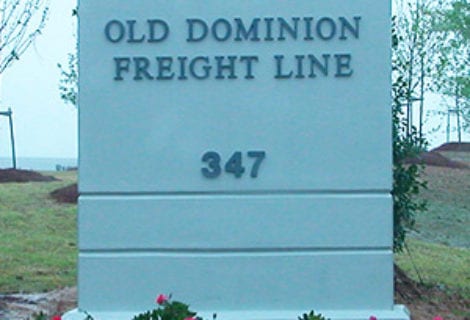 OLD DOMINION
FREIGHT LINE
347